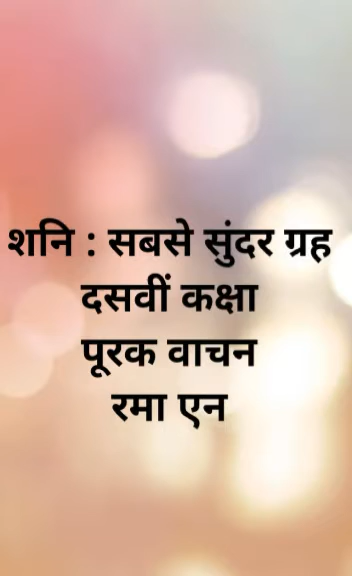 शनि : सबसे सुंदर ग्रह
दसवीं कक्षा
पूरक वाचन
रमा एन